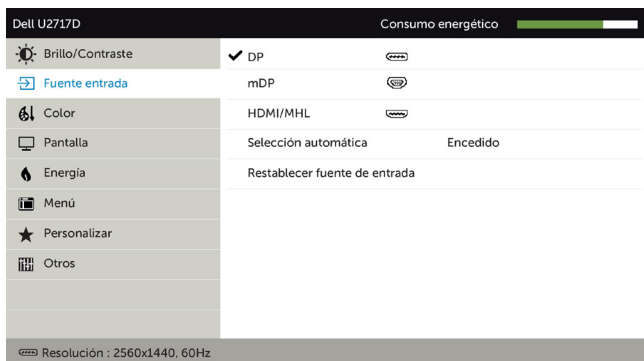 Dell U2717D Consumo energético
Brillo/Contraste
Fuente entrada
Color
Pantalla
Energía
Menú
Personalizar
Otros
DP
mDP
HDMI/MHL
Selección automática Encedido
Restablecer fuente de entrada
Resolución : 2560x1440, 60Hz